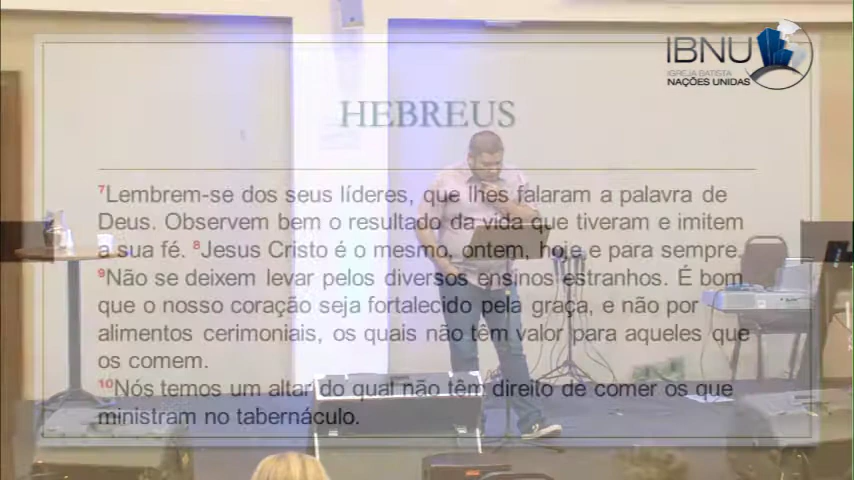 IBNU
IGREJA BATISTA
NAÇÕES UNIDAS
HEBREUS
⁷Lembrem-se dos seus líderes, que lhes falaram a palavra de
Deus. Observem bem o resultado da vida que tiveram e imitem
a sua fé. ⁸Jesus Cristo é o mesmo, ontem, hoje e para sempre.
⁹Não se deixem levar pelos diversos ensinos estranhos. É bom
que o nosso coração seja fortalecido pela graça, e não por
alimentos cerimoniais, os quais não têm valor para aqueles que
os comem.
¹⁰Nós temos um altar do qual não têm direito de comer os que
ministram no tabernáculo.